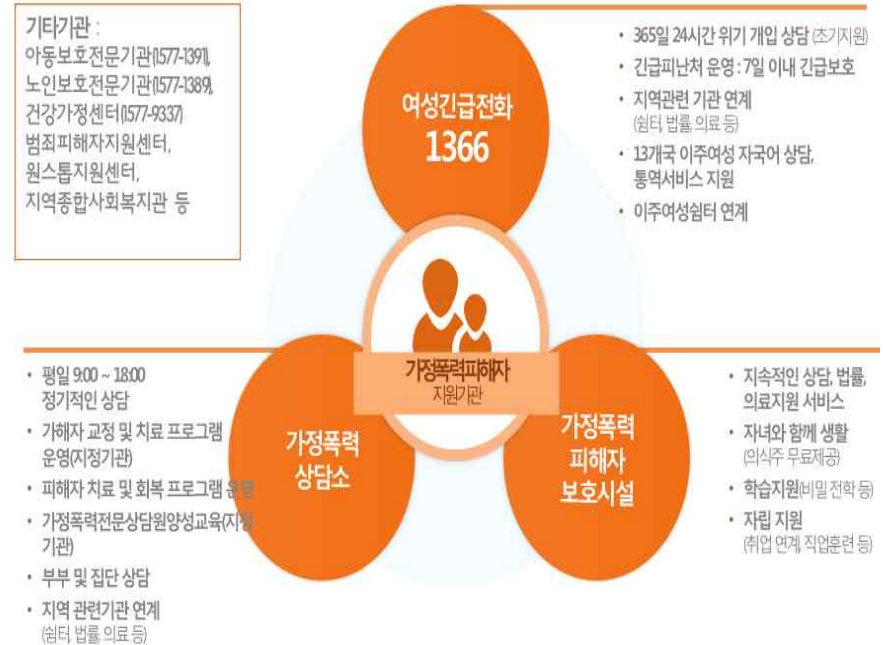 기타기관 :
아동보호전문기관(1577-1391),
노인보호전문기관(1577-1389),
건강가정센터(1577-9337)
범죄피해자지원센터,
원스톱지원센터,
지역종합사회복지관 등
여성긴급전화
1366
• 365일 24시간 위기 개입 상담 (초기지원)
• 긴급피난처 운영 : 7일 이내 긴급보호
• 지역관련 기관 연계
(쉼터, 법률, 의료 등)
• 13개국 이주여성 자국어 상담,
통역서비스 지원
• 이주여성쉼터 연계
가정폭력피해자
지원기관
• 평일 9:00 ~ 18:00
정기적인 상담
• 가해자 교정 및 치료 프로그램
운영(지정기관)
• 피해자 치료 및 회복 프로그램 운영
• 가정폭력전문상담원양성교육(지정
기관)
• 부부 및 집단 상담
• 지역 관련기관 연계
(쉼터, 법률, 의료 등)
가정폭력
상담소
가정폭력
피해자
보호시설
• 지속적인 상담, 법률,
의료지원 서비스
• 자녀와 함께 생활
(의식주 무료제공)
• 학습지원(비밀 전학 등)
• 자립 지원
(취업 연계, 직업훈련 등)